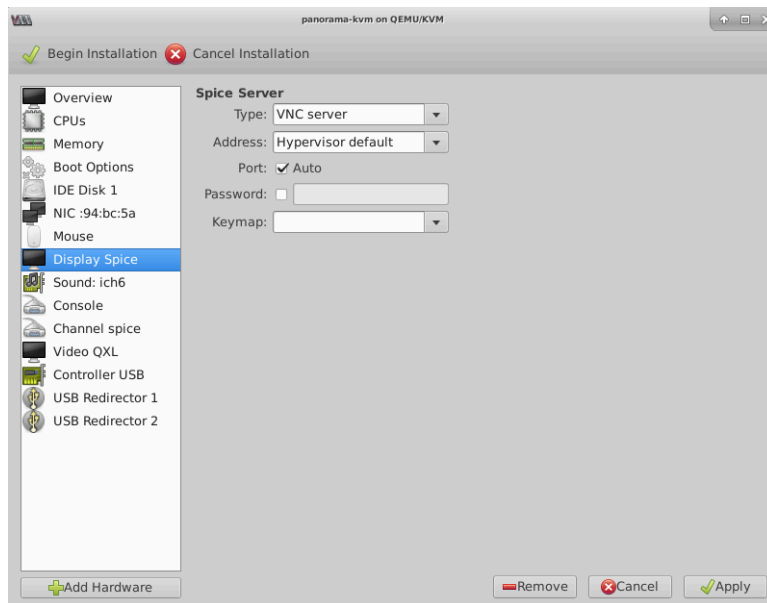 panorama-kvm on QEMU/KVM
Begin Installation Cancel Installation
Overview
CPUs
Memory
Boot Options
IDE Disk 1
NIC :94:bc:5a
Mouse
Display Spice
Sound: ich6
Console
Channel spice
Video QXL
Controller USB
USB Redirector 1
USB Redirector 2
Add Hardware
Spice Server
Type: VNC server
Address: Hypervisor default
Port: Auto
Password:
Keymap:
Remove Cancel Apply